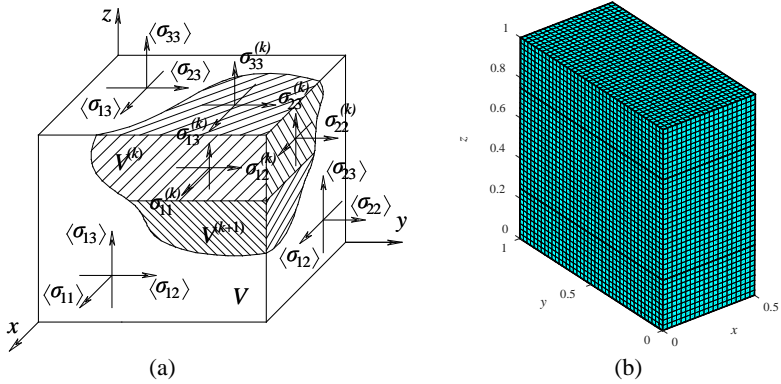 z
⟨σ33⟩
⟨σ23⟩
⟨σ13⟩
σ33(k)
σ23(k)
σ13(k)
σ22(k)
σ12(k)
σ11(k)
V(k)
V(k+1)
⟨σ23⟩
⟨σ22⟩
⟨σ12⟩
y
⟨σ13⟩
⟨σ11⟩
⟨σ12⟩
V
x
(a)
1
0.8
0.6
0.4
0.2
0
z
1
0.5
0
y
0
0.5
x
(b)